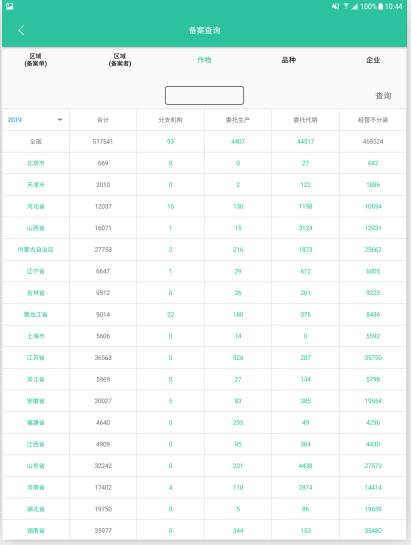 100% 10:44
备案查询
区域 区域 作物 品种 企业
(备案单) (备案者)
查询
2019 合计 分支机构 委托生产 委托代销 经营不分装
全国 517541 93 4407 44517 468524
北京市 669 0 0 27 642
天津市 2010 0 2 122 1886
河北省 12037 15 130 1198 10694
山西省 16071 1 15 3124 12931
内蒙古自治区 27753 2 216 1873 25662
辽宁省 6647 1 29 612 6005
吉林省 9512 0 26 261 9225
黑龙江省 9014 22 180 376 8436
上海市 5606 0 14 0 5592
江苏省 36563 0 526 287 35750
浙江省 5969 0 27 144 5798
安徽省 20027 5 83 385 19554
福建省 4640 0 295 49 4296
江西省 4909 0 95 384 4430
山东省 32242 0 231 4438 27573
河南省 17402 4 110 2874 14414
湖北省 19750 0 5 86 19659
湖南省 35977 0 344 153 35480